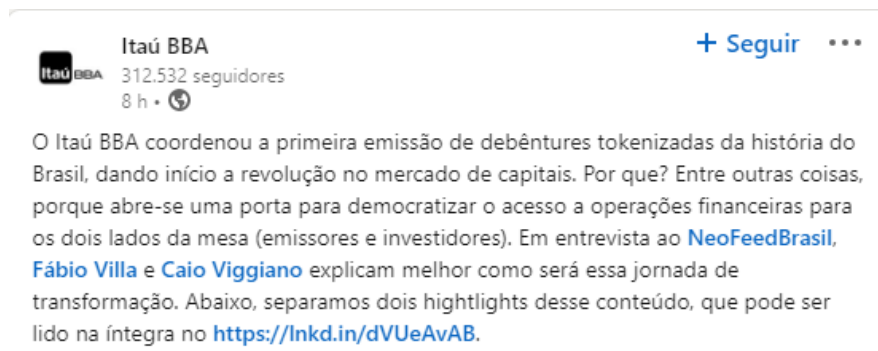 Itaú BBA
+ Seguir
Itaú BBA
312.532 seguidores
8 h •
O Itaú BBA coordenou a primeira emissão de debêntures tokenizadas da história do
Brasil, dando início a revolução no mercado de capitais. Por que? Entre outras coisas,
porque abre-se uma porta para democratizar o acesso a operações financeiras para
os dois lados da mesa (emissores e investidores). Em entrevista ao NeoFeedBrasil,
Fábio Villa e Caio Viggiano explicam melhor como será essa jornada de
transformação. Abaixo, separamos dois hightlights desse conteúdo, que pode ser
lido na íntegra no https://lnkd.in/dVUeAvAB.